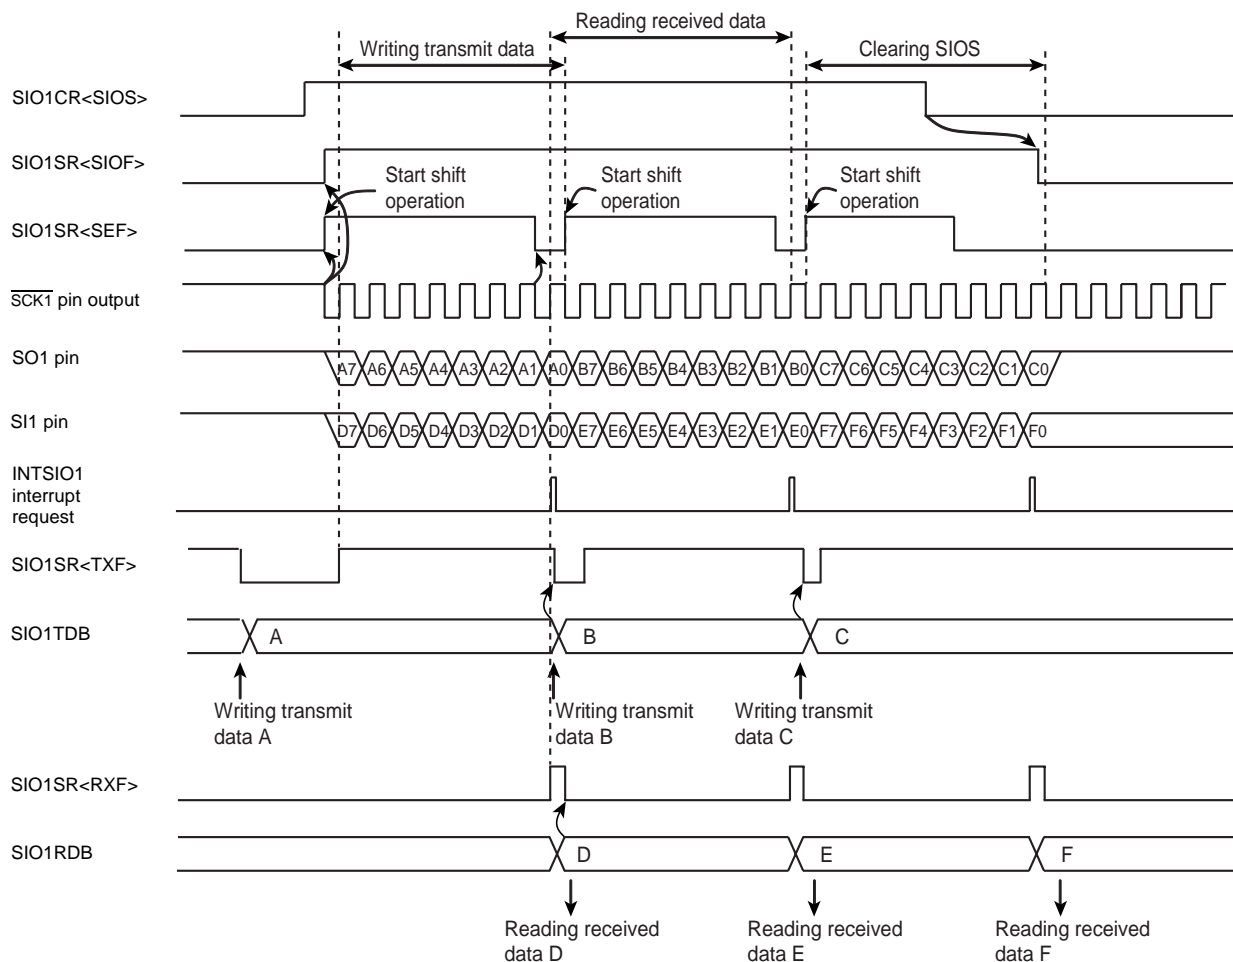 Reading received data
Writing transmit data
Clearing SIOS
SIO1CR<SIOS>
SIO1SR<SIOF>
Start shift
operation
Start shift
operation
Start shift
operation
SIO1SR<SEF>
SCK1 pin output
SO1 pin
A7 A6 A5 A4 A3 A2 A1 A0 B7 B6 B5 B4 B3 B2 B1 B0 C7 C6 C5 C4 C3 C2 C1 C0
SI1 pin
D7 D6 D5 D4 D3 D2 D1 D0 E7 E6 E5 E4 E3 E2 E1 E0 F7 F6 F5 F4 F3 F2 F1 F0
INTSIO1
interrupt
request
SIO1SR<TXF>
SIO1TDB
A
B
C
Writing transmit
data A
Writing transmit
data B
Writing transmit
data C
SIO1SR<RXF>
SIO1RDB
D
E
F
Reading received
data D
Reading received
data E
Reading received
data F